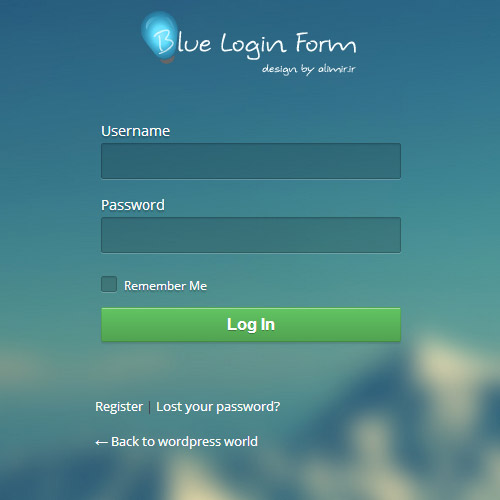 Blue Login Form
design by alimir.ir
Username
Password
Remember Me
Log In
Register | Lost your password?
← Back to wordpress world